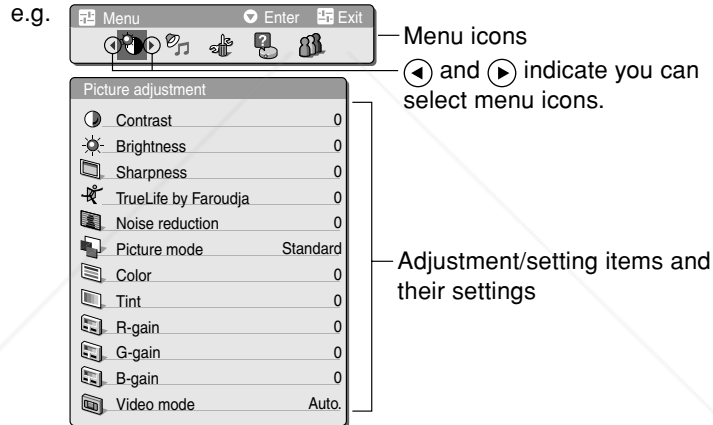 e.g.
Menu Enter Exit
Menu icons
and indicate you can
select menu icons.
Picture adjustment
Contrast 0
Brightness 0
Sharpness 0
TrueLife by Faroudja 0
Noise reduction 0
Picture mode Standard
Color 0
Tint 0
R-gain 0
G-gain 0
B-gain 0
Video mode Auto.
Adjustment/setting items and
their settings